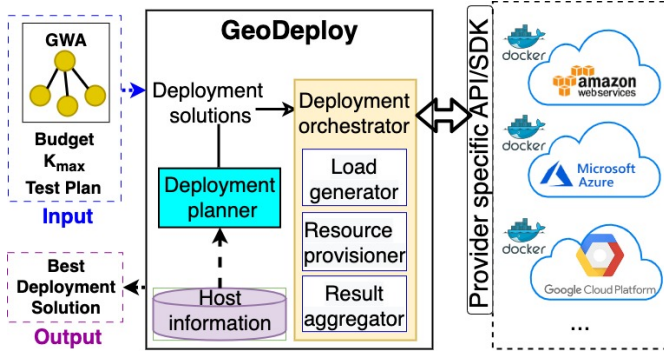 GWA
Budget
Kmax
Test Plan
Input
Best
Deployment
Solution
Output
GeoDeploy
Deployment
solutions
Deployment
planner
Host
information
Deployment
orchestrator
Load
generator
Resource
provisioner
Result
aggregator
Provider specific API/SDK
docker
amazon
web services
docker
Microsoft
Azure
docker
Google Cloud Platform
...